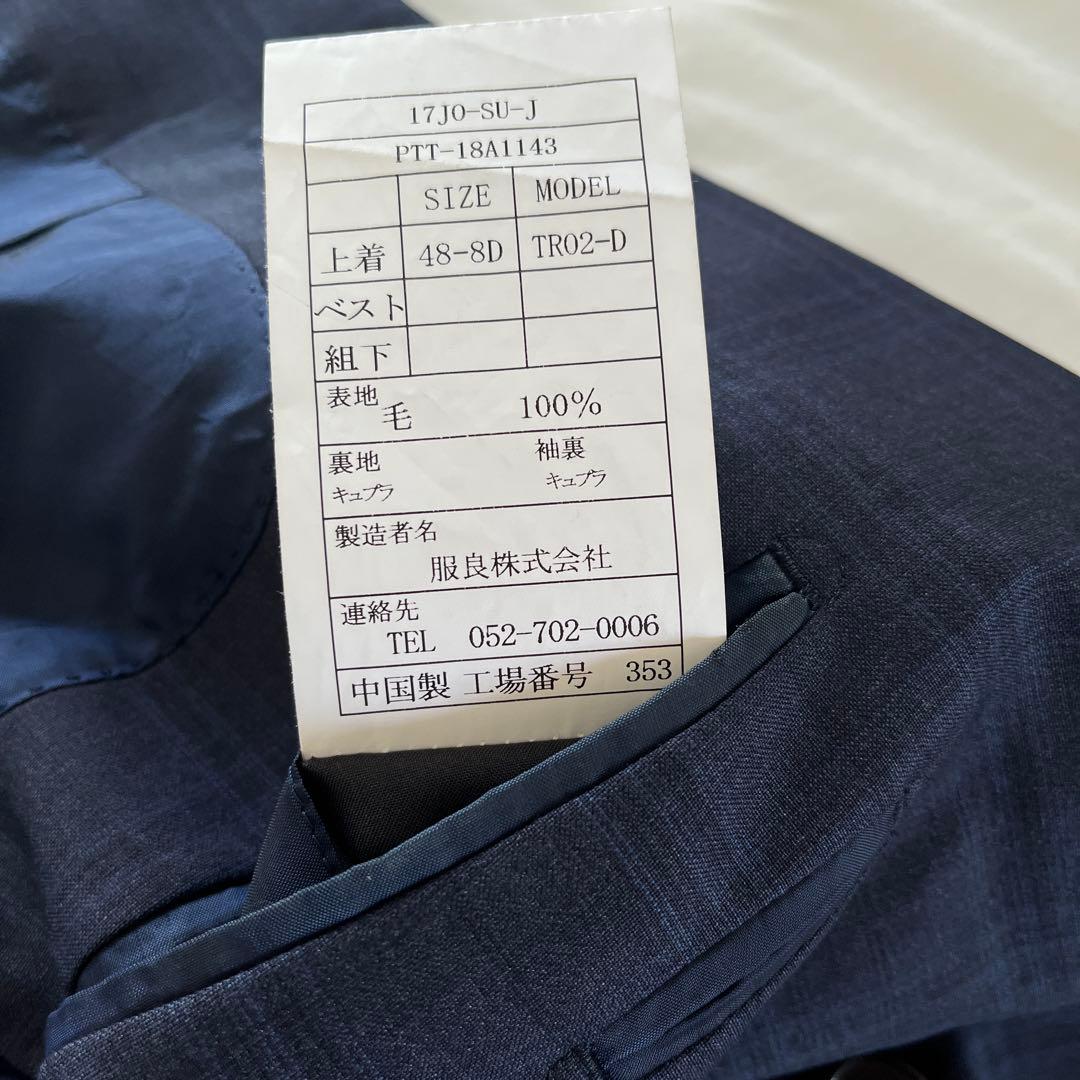 17JO-SU-J
PTT-18A1143
SIZE MODEL
上着 48-8D TR02-D
ベスト
組下
表地 毛 100%
裏地 袖裏
キュプラ キュプラ
製造者名
服良株式会社
連絡先
TEL 052-702-0006
中国製 工場番号 353